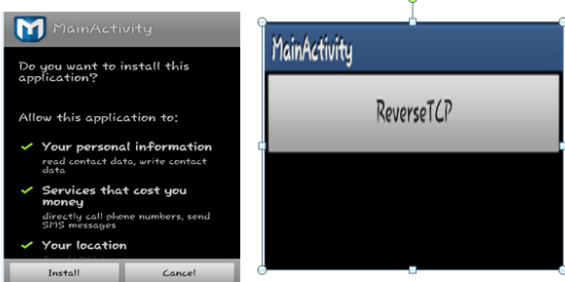 MainActivity
Do you want to install this
application?
Allow this application to:
Your personal information
read contact data, write contact
data
Services that cost you
money
directly call phone numbers, send
SMS messages
Your location
Install
Cancel
MainActivity
ReverseTCP